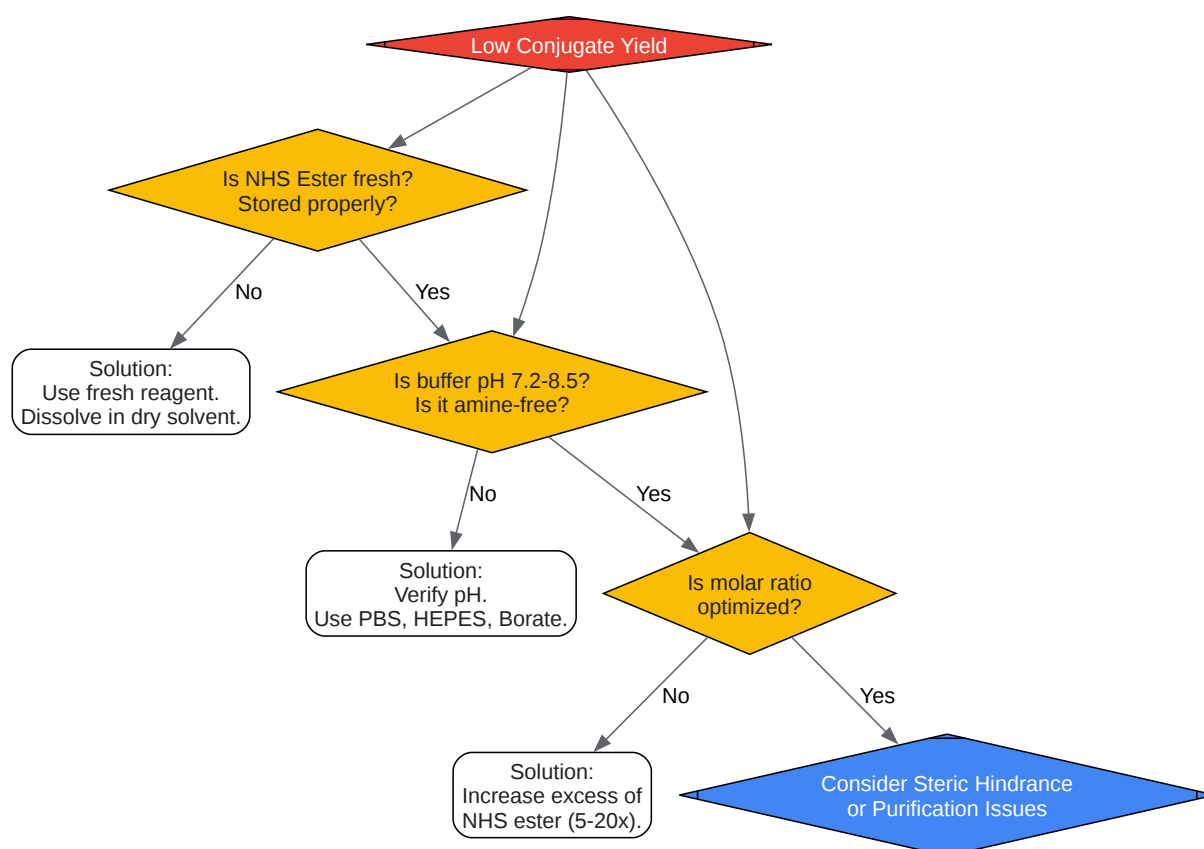 Low Conjugate Yield
Is NHS Ester fresh?
Stored properly?
No
Yes
Solution:
Use fresh reagent.
Dissolve in dry solvent.
Is buffer pH 7.2-8.5?
Is it amine-free?
No
Yes
Solution:
Verify pH.
Use PBS, HEPES, Borate.
Is molar ratio
optimized?
No
Yes
Solution:
Increase excess of
NHS ester (5-20x).
Consider Steric Hindrance
or Purification Issues